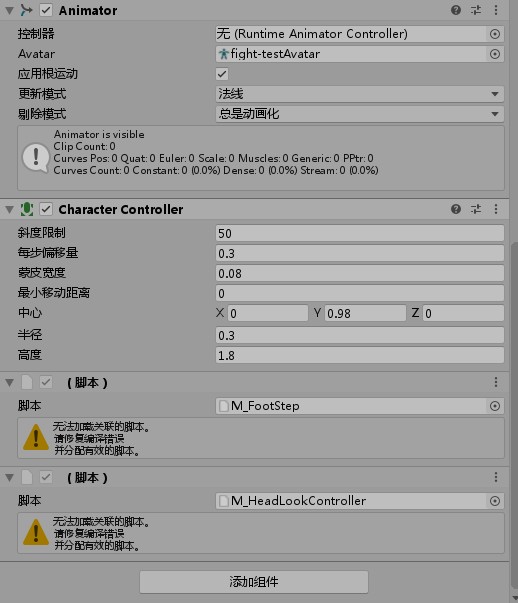 Animator
控制器 无 (Runtime Animator Controller)
Avatar fight-testAvatar
应用根运动
更新模式 法线
剔除模式 总是动画化
Animator is visible
Clip Count: 0
Curves Pos: 0 Quat: 0 Euler: 0 Scale: 0 Muscles: 0 Generic: 0 PPtr: 0
Curves Count: 0 Constant: 0 (0.0%) Dense: 0 (0.0%) Stream: 0 (0.0%)
Character Controller
斜度限制 50
每步偏移量 0.3
蒙皮宽度 0.08
最小移动距离 0
中心 X 0 Y 0.98 Z 0
半径 0.3
高度 1.8
(脚本)
脚本 M_FootStep
无法加载关联的脚本。
请修复编译错误
并分配有效的脚本。
(脚本)
脚本 M_HeadLookController
无法加载关联的脚本。
请修复编译错误
并分配有效的脚本。
添加组件